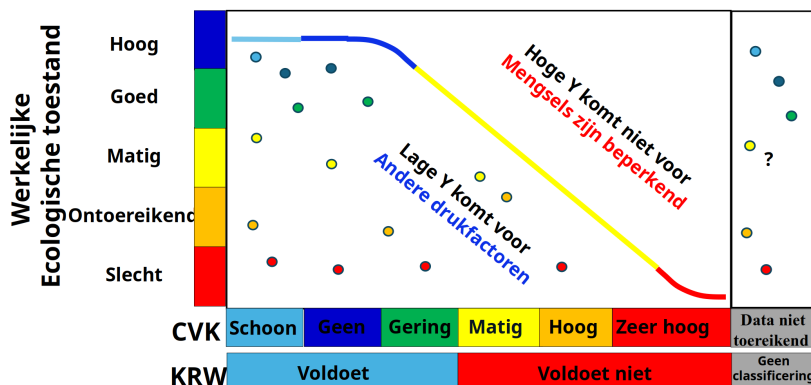 Werkelijke
Ecologische toestand
Hoog
Goed
Matig
Ontoereikend
Slecht
Hoge Y komt niet voor
Mengsels zijn beperkend
Lage Y komt voor
Andere drukfactoren
?
CVK
Schoon
Geen
Gering
Matig
Hoog
Zeer hoog
Data niet
toereikend
KRW
Voldoet
Voldoet niet
Geen
classificering